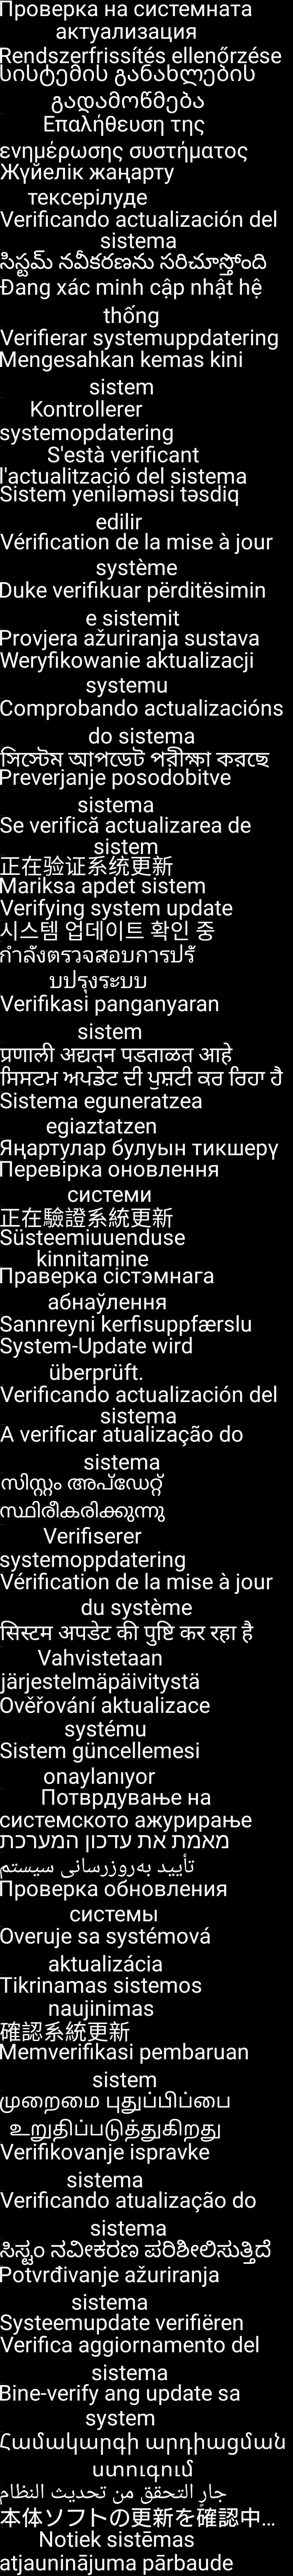 Проверка на системната
актуализация
Rendszerfrissítés ellenőrzése
სისტემის განახლების
გადამოწმება
Επαλήθευση της
ενημέρωσης συστήματος
Жүйелік жаңарту
тексерілуде
Verificando actualización del
sistema
సిస్టమ్ నవీకరణను సరిచూస్తోంది
Đang xác minh cập nhật hệ
thống
Verifierar systemuppdatering
Mengesahkan kemas kini
sistem
Kontrollerer
systemopdatering
S'està verificant
l'actualització del sistema
Sistem yeniləməsi təsdiq
edilir
Vérification de la mise à jour
système
Duke verifikuar përditësimin
e sistemit
Provjera ažuriranja sustava
Weryfikowanie aktualizacji
systemu
Comprobando actualizacións
do sistema
সিস্টেম আপডেট পরীক্ষা করছে
Preverjanje posodobitve
sistema
Se verifică actualizarea de
sistem
正在验证系统更新
Mariksa apdet sistem
Verifying system update
시스템 업데이트 확인 중
กำลังตรวจสอบการปรั
บปรุงระบบ
Verifikasi panganyaran
sistem
प्रणाली अद्यतन पडताळत आहे
ਸਿਸਟਮ ਅਪਡੇਟ ਦੀ ਪੁਸ਼ਟੀ ਕਰ ਰਿਹਾ ਹੈ
Sistema eguneratzea
egiaztatzen
Яңартулар булуын тикшерү
Перевірка оновлення
системи
正在驗證系統更新
Süsteemiuuenduse
kinnitamine
Праверка сістэмнага
абнаўлення
Sannreyni kerfisuppfærslu
System-Update wird
überprüft.
Verificando actualización del
sistema
A verificar atualização do
sistema
സിസ്റ്റം അപ്‌ഡേറ്റ്
സ്ഥിരീകരിക്കുന്നു
Verifiserer
systemoppdatering
Vérification de la mise à jour
du système
सिस्टम अपडेट की पुष्टि कर रहा है
Vahvistetaan
järjestelmäpäivitystä
Ověřování aktualizace
systému
Sistem güncellemesi
onaylanıyor
Потврдување на
системското ажурирање
מאמת את עדכון המערכת
تأیید به‌روزرسانی سیستم
Проверка обновления
системы
Overuje sa systémová
aktualizácia
Tikrinamas sistemos
naujinimas
確認系統更新
Memverifikasi pembaruan
sistem
முறைமை புதுப்பிப்பை
உறுதிப்படுத்துகிறது
Verifikovanje ispravke
sistema
Verificando atualização do
sistema
ಸಿಸ್ಟಂ ನವೀಕರಣ ಪರಿಶೀಲಿಸುತ್ತಿದೆ
Potvrđivanje ažuriranja
sistema
Systeemupdate verifiëren
Verifica aggiornamento del
sistema
Bine-verify ang update sa
system
Համակարգի արդիացման
ստուգում
جارٍ التحقق من تحديث النظام
本体ソフトの更新を確認中...
Notiek sistēmas
atjauninājuma pārbaude